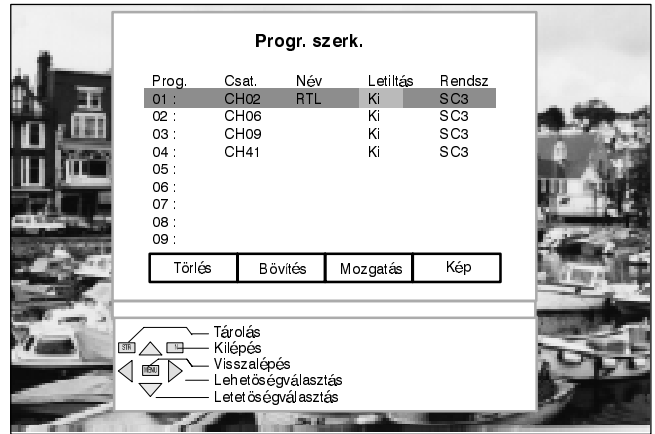 Progr. szerk.
Prog. Csat. Név Letiltás Rendsz
01 : CH02 RTL Ki SC3
02 : CH06 Ki SC3
03 : CH09 Ki SC3
04 : CH41 Ki SC3
05 :
06 :
07 :
08 :
09 :
Törlés Bövítés Mozgatás Kép
Tárolás
STR Kilépés
Visszalépés
MENU
Lehetöségválasztás
Letetöségválasztás